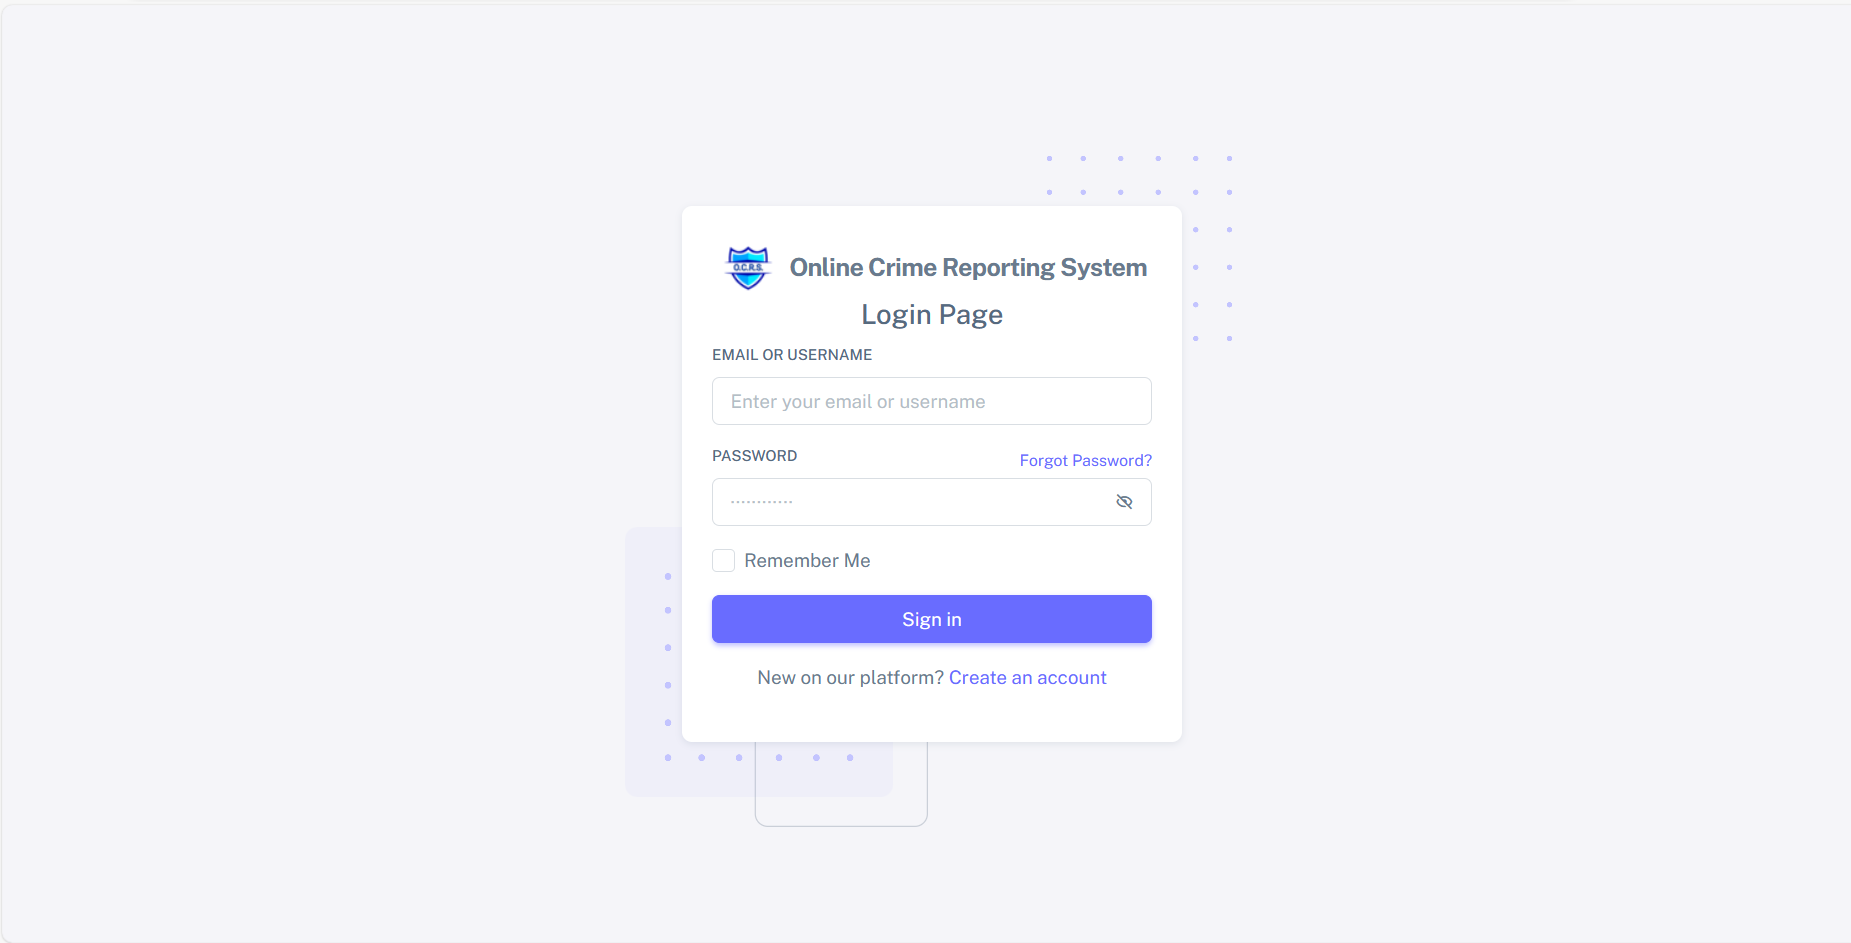 O.C.R.S.
Online Crime Reporting System
Login Page
EMAIL OR USERNAME
Enter your email or username
PASSWORD
Forgot Password?
············
Remember Me
Sign in
New on our platform? Create an account